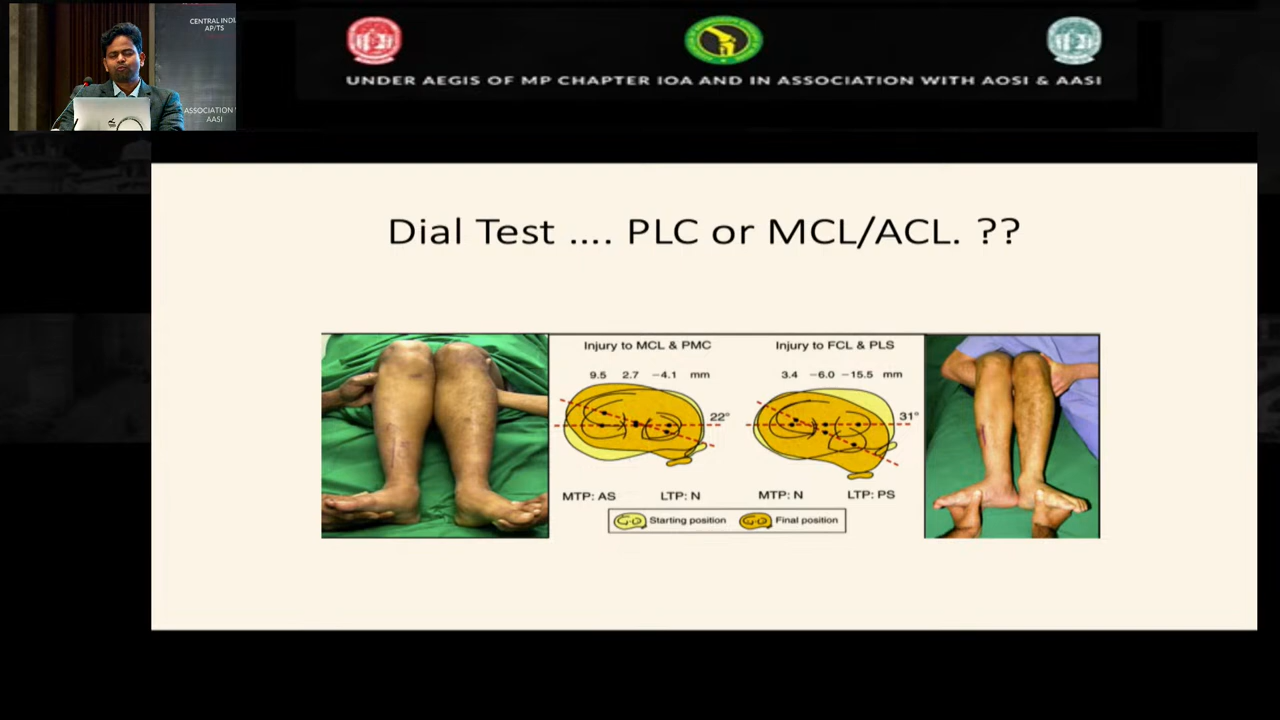 CENTRAL INDI
AP/TS
ASSOCIATION
AASI
UNDER AEGIS OF MP CHAPTER IOA AND IN ASSOCIATION WITH AOSI & AASI
Dial Test .... PLC or MCL/ACL. ??
Injury to MCL & PMC
9.5 2.7 −4.1 mm
22°
MTP: AS LTP: N
Injury to FCL & PLS
3.4 −6.0 −15.5 mm
31°
MTP: N LTP: PS
Starting position Final position